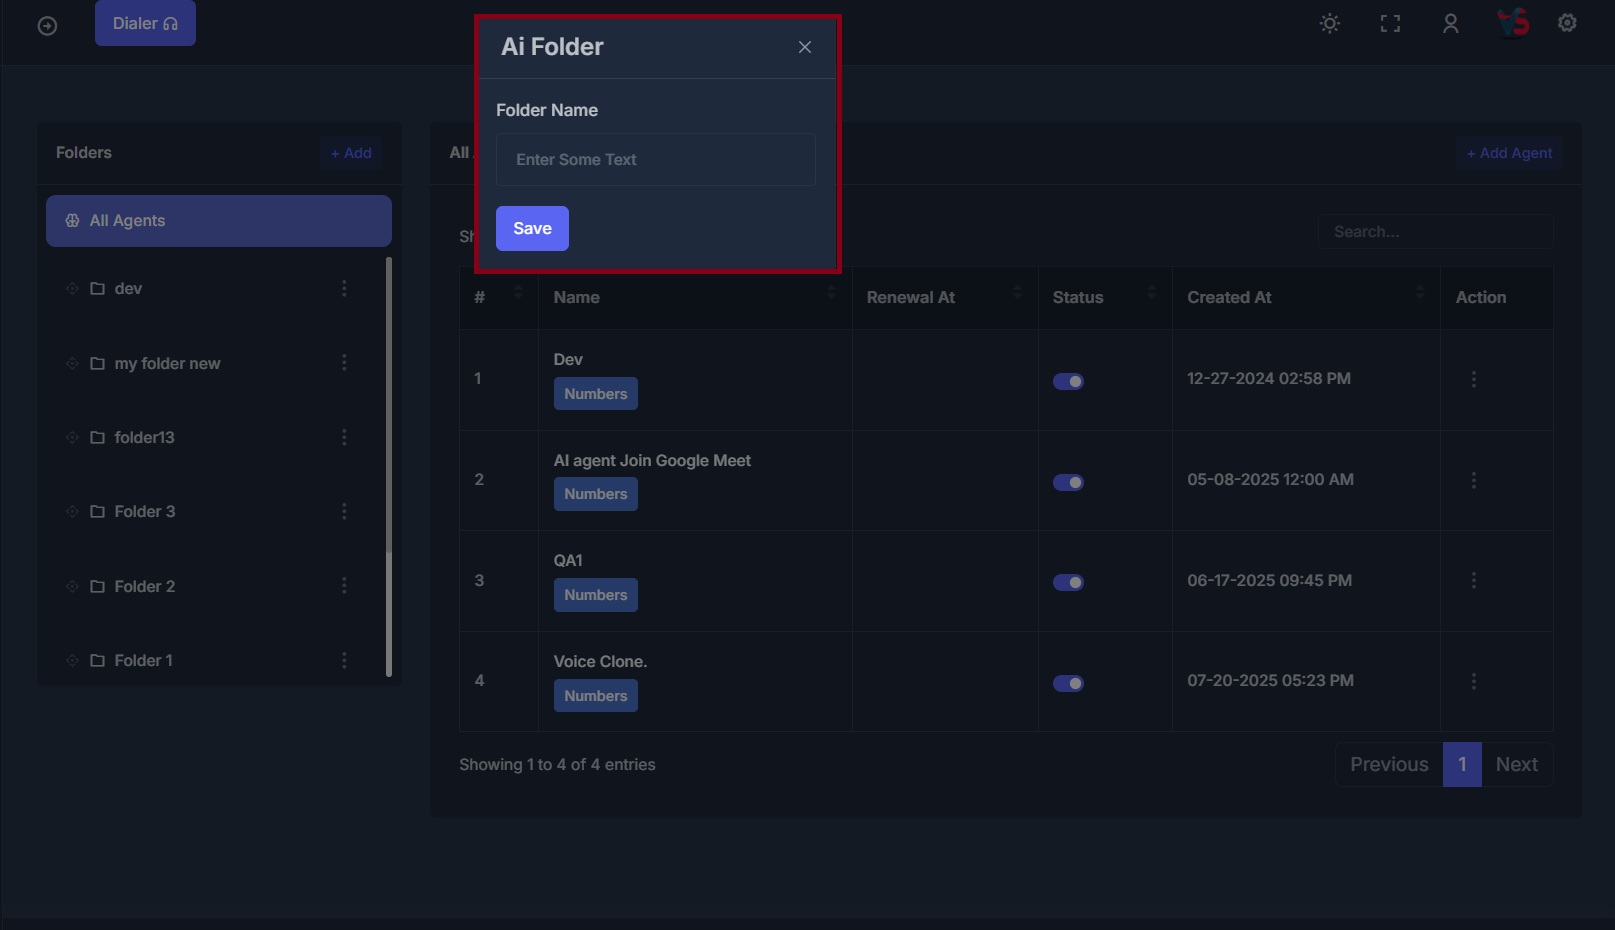 Dialer
Ai Folder
Folder Name
Enter Some Text
Save
Folders
+ Add
All Agents
dev
my folder new
folder13
Folder 3
Folder 2
Folder 1
All
+ Add Agent
Search...
# Name Renewal At Status Created At Action
1 Dev Numbers 12-27-2024 02:58 PM
2 AI agent Join Google Meet Numbers 05-08-2025 12:00 AM
3 QA1 Numbers 06-17-2025 09:45 PM
4 Voice Clone. Numbers 07-20-2025 05:23 PM
Showing 1 to 4 of 4 entries
Previous 1 Next